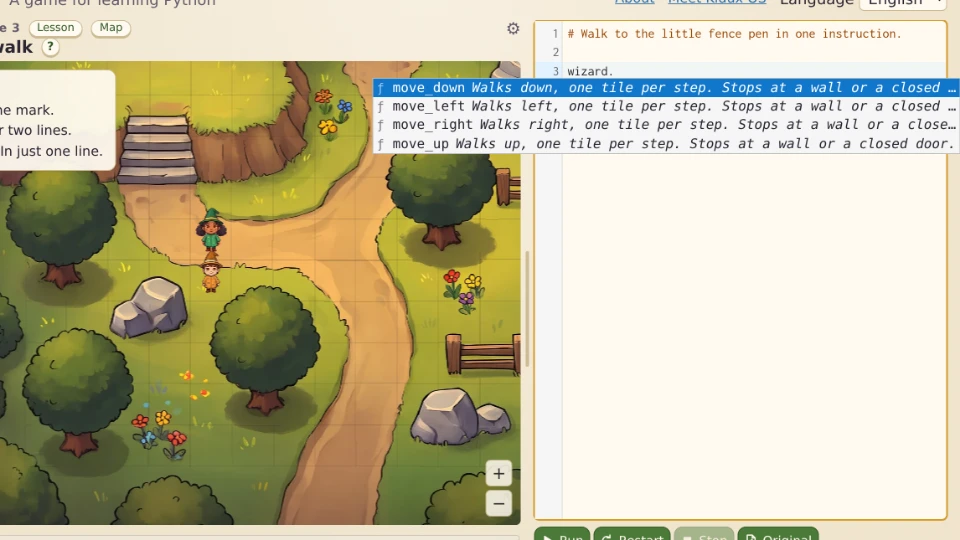 A game for learning Python
About Meet Kidux OS Language English
e 3 Lesson Map
walk ?
ne mark.
r two lines.
In just one line.
1 # Walk to the little fence pen in one instruction.
2
3 wizard.
ƒ move_down Walks down, one tile per step. Stops at a wall or a closed …
ƒ move_left Walks left, one tile per step. Stops at a wall or a closed …
ƒ move_right Walks right, one tile per step. Stops at a wall or a close…
ƒ move_up Walks up, one tile per step. Stops at a wall or a closed door.
+
−
Run Restart Stop Original